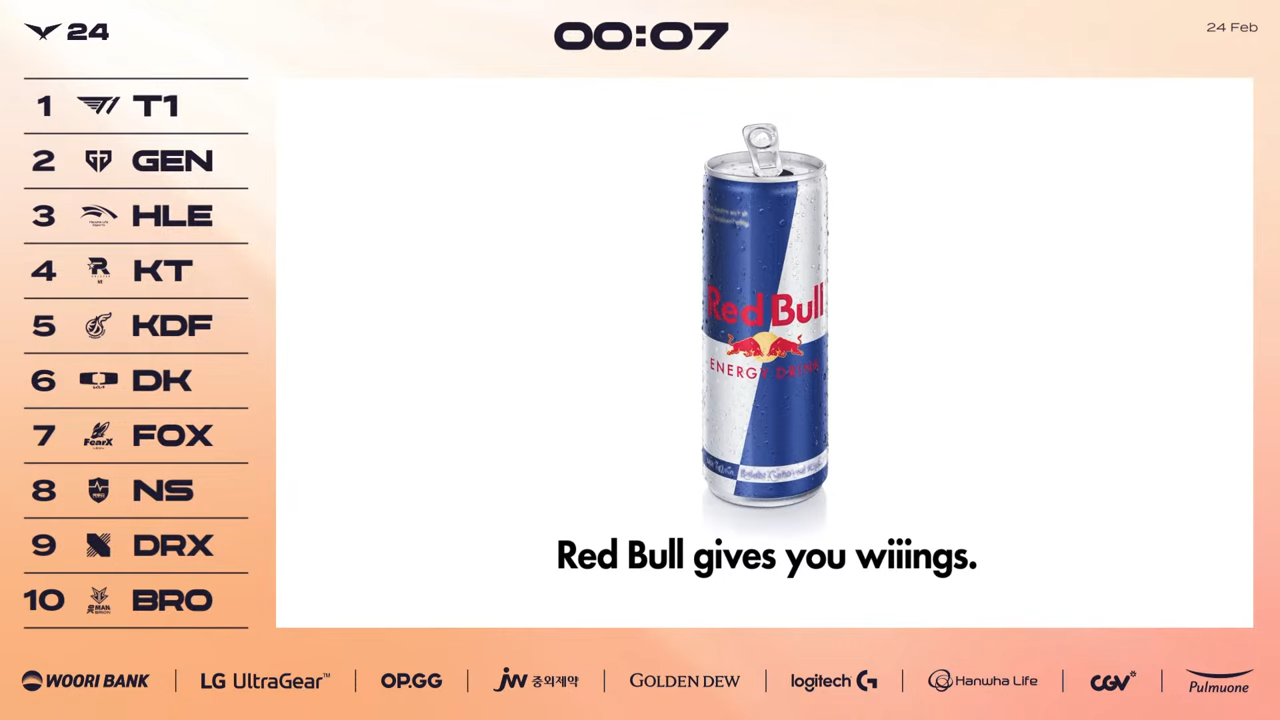 24
00:07
24 Feb
1 T1 T1
2 GEN
3 HLE
4 KT
5 KDF
6 DK
7 FearX FOX
8 NS
9 DRX
10 BRO
Red Bull
ENERGY DRINK
Red Bull gives you wiiings.
WOORI BANK
LG UltraGear™
OP.GG
JW 중외제약
GOLDEN DEW
logitech G
Hanwha Life
CGV*
Pulmuone